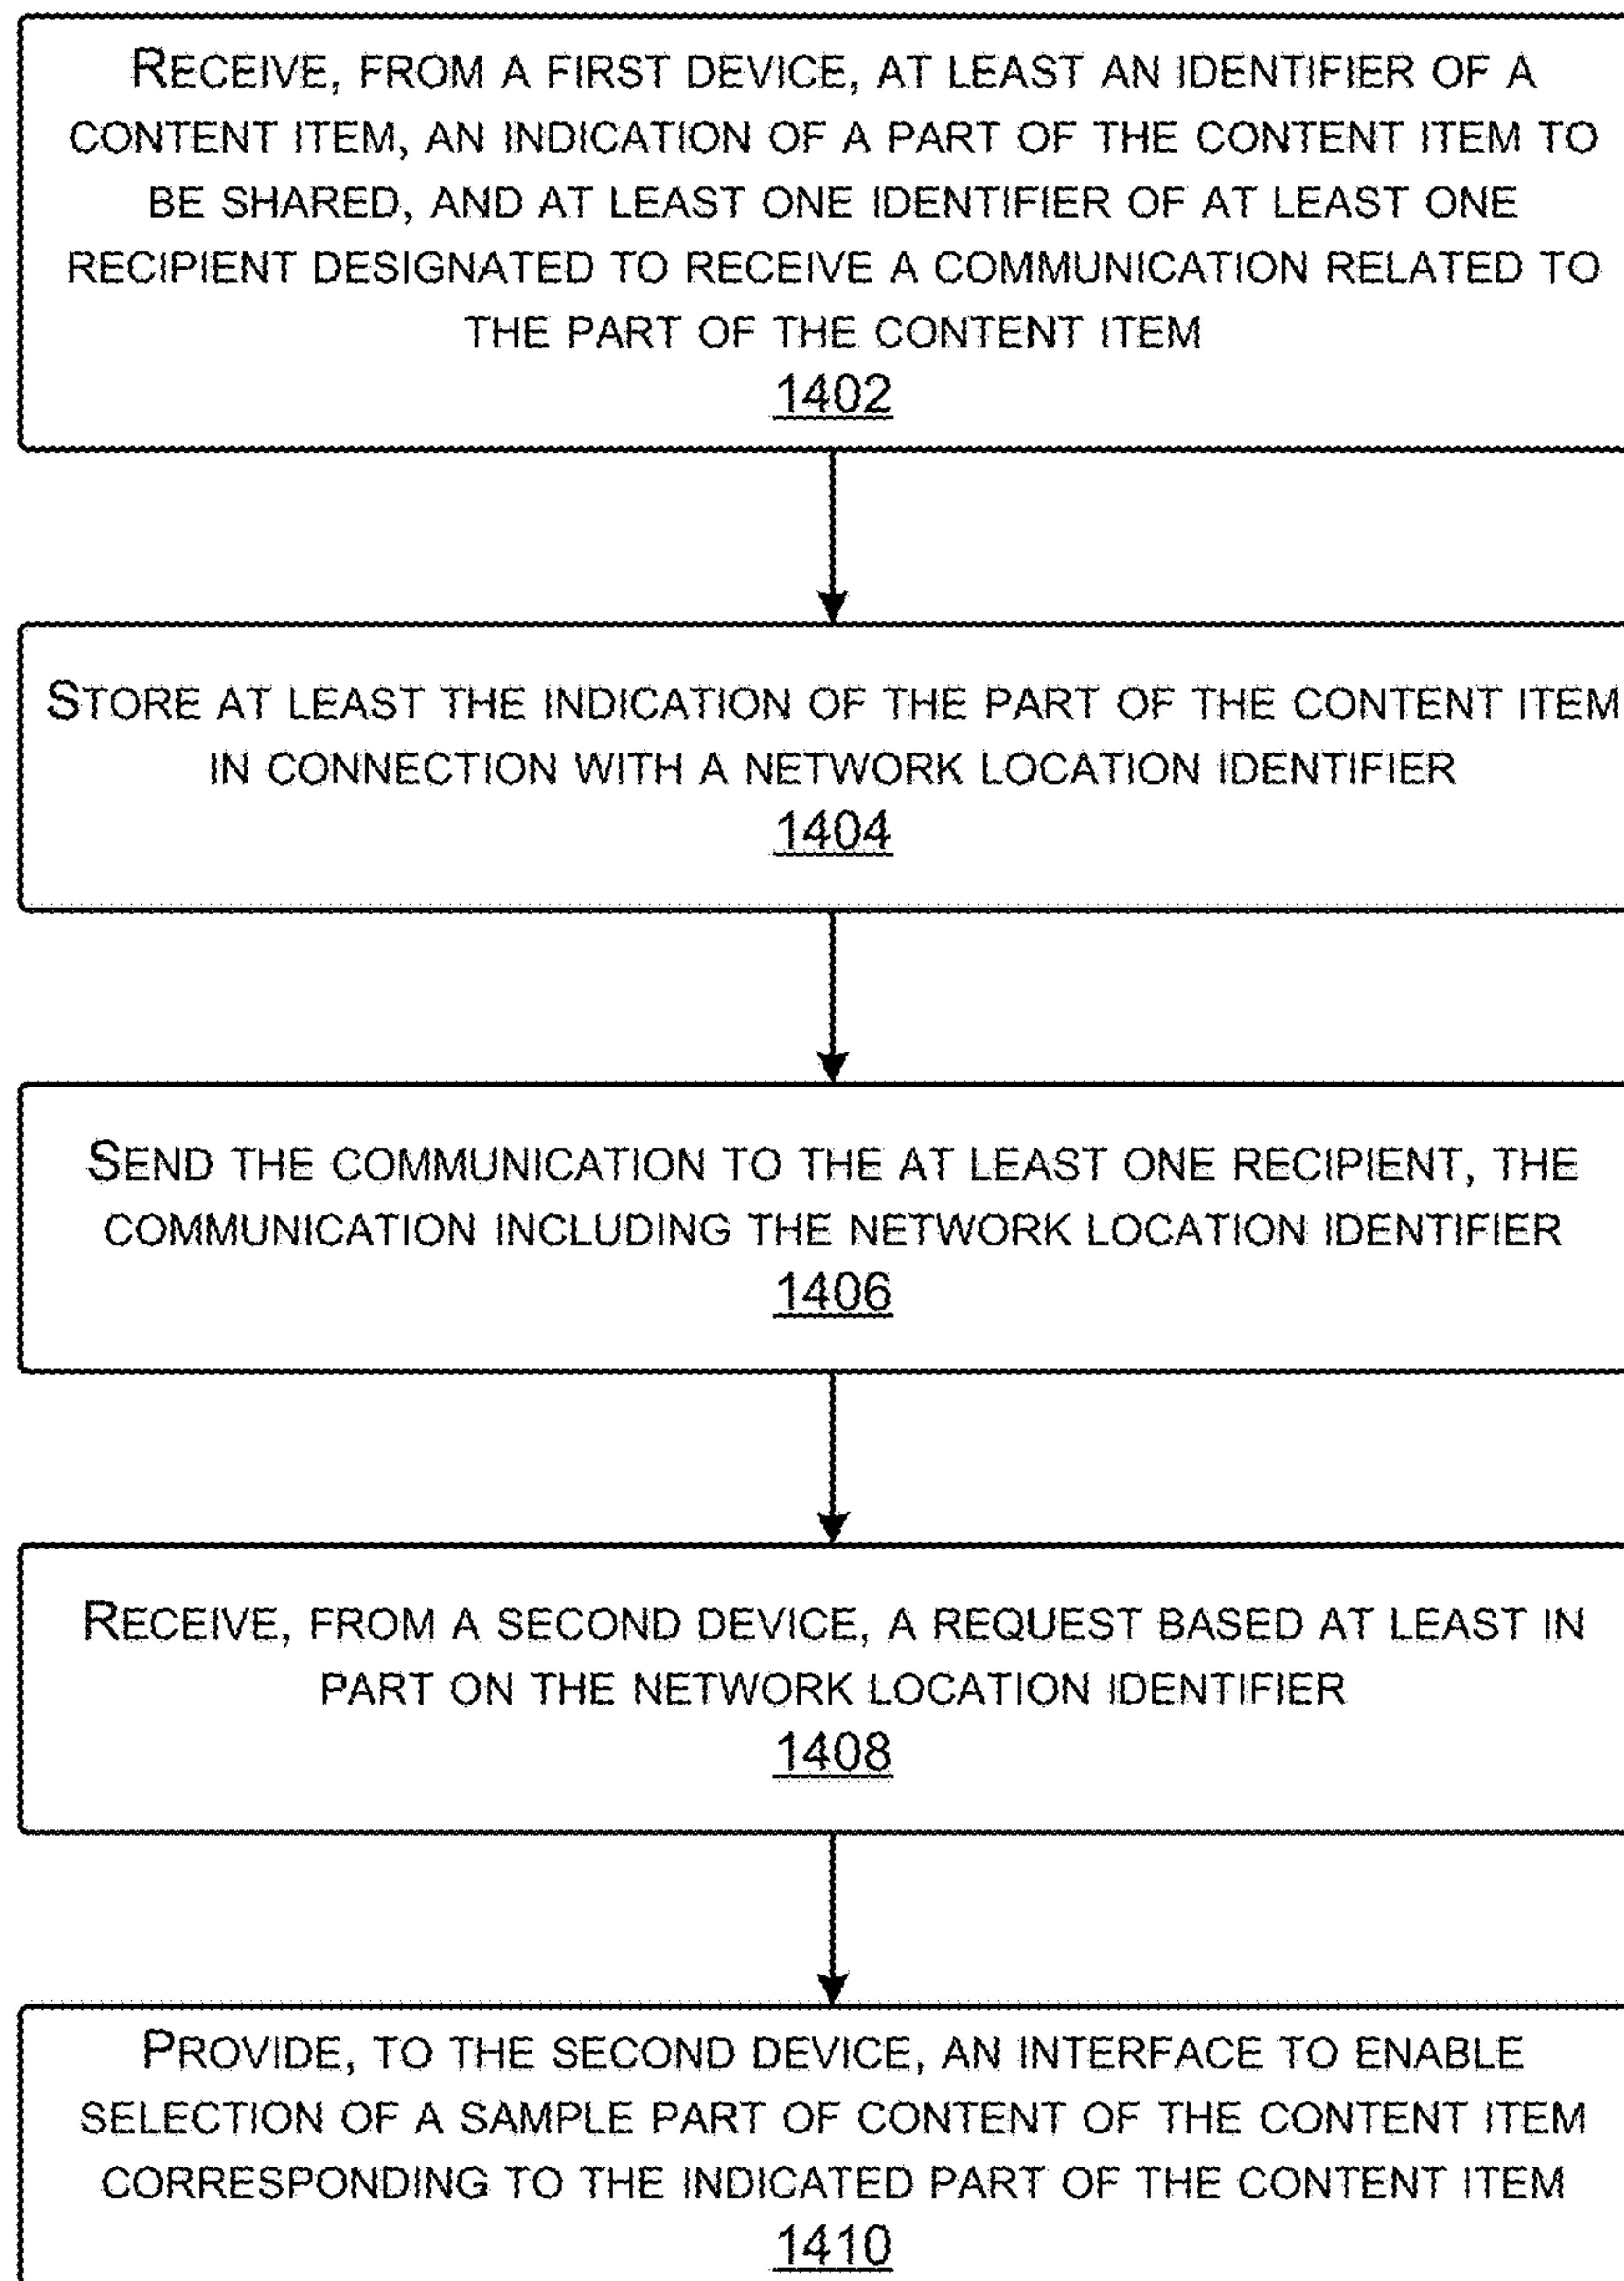 RECEIVE, FROM A FIRST DEVICE, AT LEAST AN IDENTIFIER OF A
CONTENT ITEM, AN INDICATION OF A PART OF THE CONTENT ITEM TO
BE SHARED, AND AT LEAST ONE IDENTIFIER OF AT LEAST ONE
RECIPIENT DESIGNATED TO RECEIVE A COMMUNICATION RELATED TO
THE PART OF THE CONTENT ITEM
1402
STORE AT LEAST THE INDICATION OF THE PART OF THE CONTENT ITEM
IN CONNECTION WITH A NETWORK LOCATION IDENTIFIER
1404
SEND THE COMMUNICATION TO THE AT LEAST ONE RECIPIENT, THE
COMMUNICATION INCLUDING THE NETWORK LOCATION IDENTIFIER
1406
RECEIVE, FROM A SECOND DEVICE, A REQUEST BASED AT LEAST IN
PART ON THE NETWORK LOCATION IDENTIFIER
1408
PROVIDE, TO THE SECOND DEVICE, AN INTERFACE TO ENABLE
SELECTION OF A SAMPLE PART OF CONTENT OF THE CONTENT ITEM
CORRESPONDING TO THE INDICATED PART OF THE CONTENT ITEM
1410